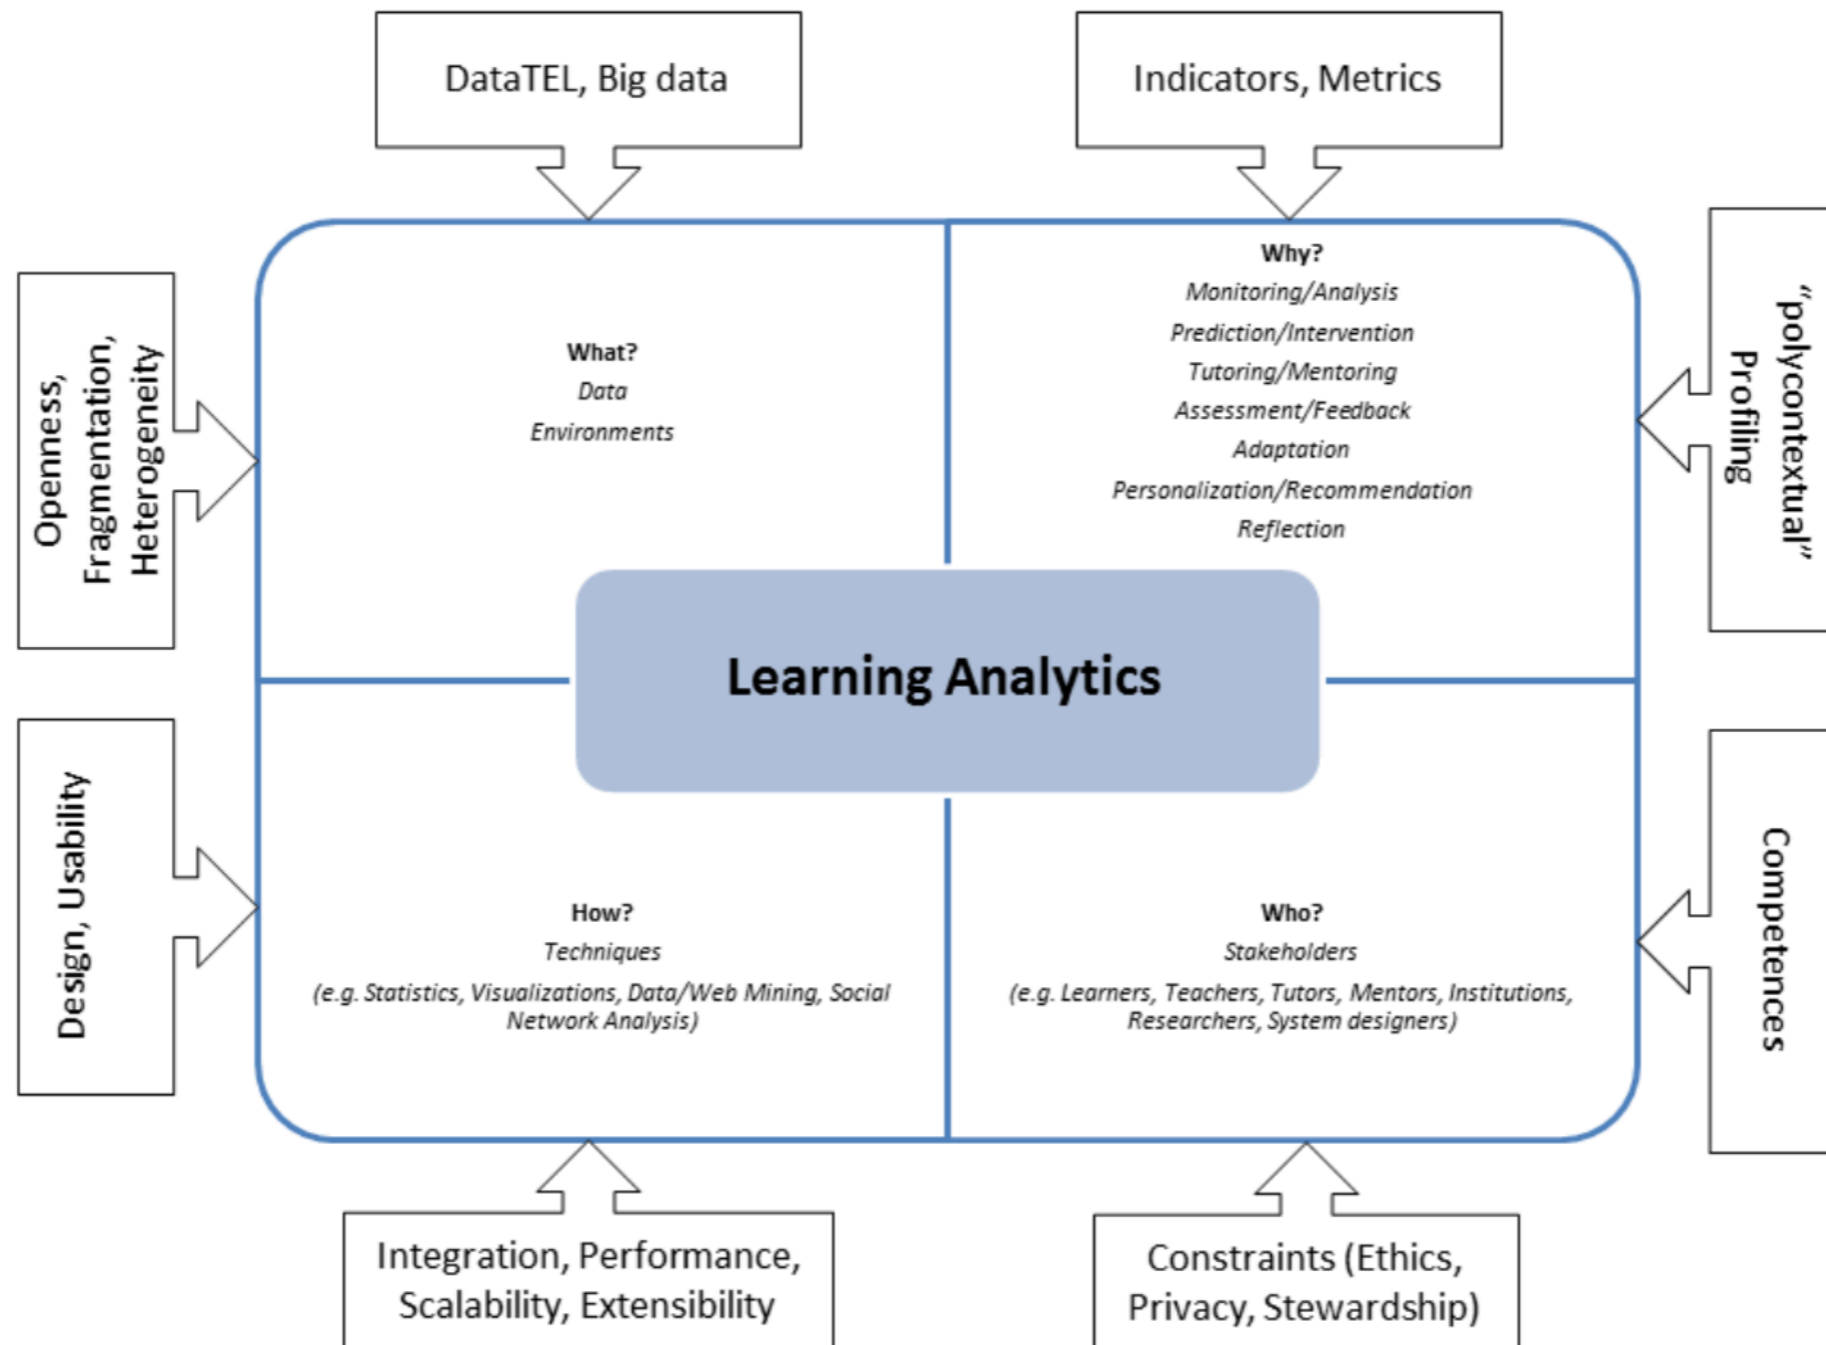 DataTEL, Big data
Indicators, Metrics
Openness,
Fragmentation,
Heterogeneity
What?
Data
Environments
Why?
Monitoring/Analysis
Prediction/Intervention
Tutoring/Mentoring
Assessment/Feedback
Adaptation
Personalization/Recommendation
Reflection
“polycontextual”
Profiling
Learning Analytics
Design, Usability
How?
Techniques
(e.g. Statistics, Visualizations, Data/Web Mining, Social
Network Analysis)
Who?
Stakeholders
(e.g. Learners, Teachers, Tutors, Mentors, Institutions,
Researchers, System designers)
Competences
Integration, Performance,
Scalability, Extensibility
Constraints (Ethics,
Privacy, Stewardship)